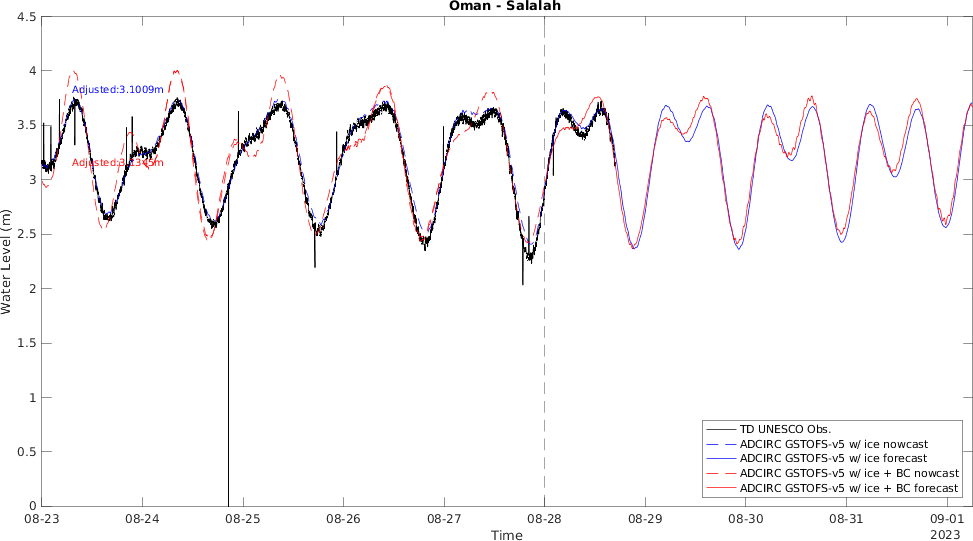 Oman - Salalah
4.5
4
3.5
3
2.5
2
1.5
1
0.5
0
Water Level (m)
Adjusted:3.1009m
TD UNESCO Obs.
ADCIRC GSTOFS-v5 w/ ice nowcast
ADCIRC GSTOFS-v5 w/ ice forecast
ADCIRC GSTOFS-v5 w/ ice + BC nowcast
ADCIRC GSTOFS-v5 w/ ice + BC forecast
08-23
08-24
08-25
08-26
08-27
08-28
08-29
08-30
08-31
09-01
Time
2023